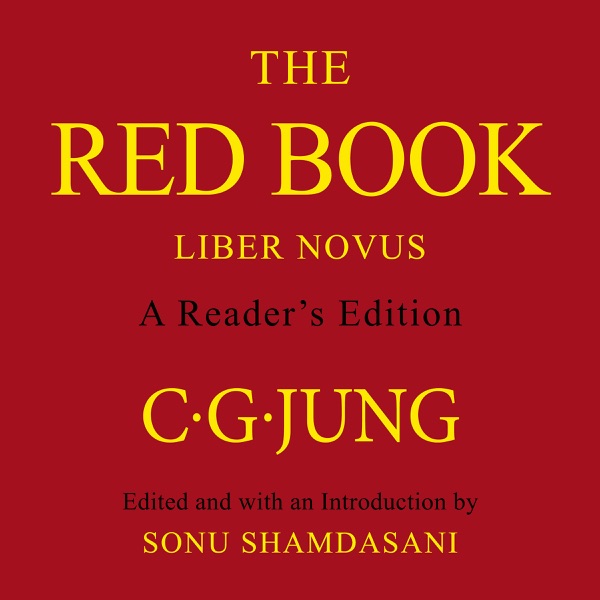 THE
RED BOOK
LIBER NOVUS
A Reader’s Edition
C·G·JUNG
Edited and with an Introduction by
SONU SHAMDASANI